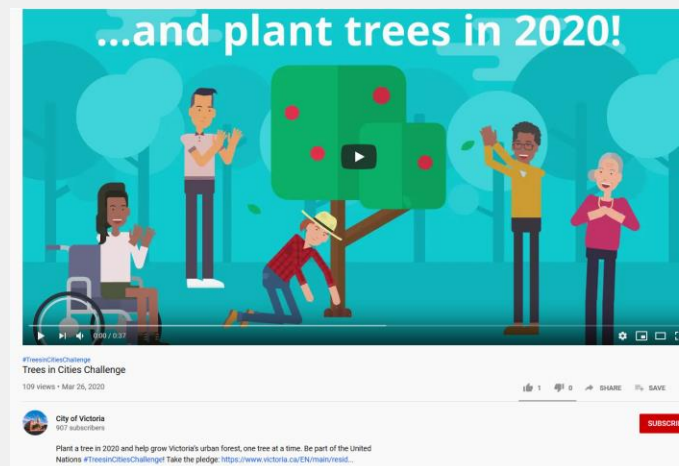 ...and plant trees in 2020!
0:00 / 0:37
#TreesinCitiesChallenge
Trees in Cities Challenge
109 views • Mar 26, 2020
1
0
SHARE
SAVE
City of Victoria
907 subscribers
SUBSCRI
Plant a tree in 2020 and help grow Victoria's urban forest, one tree at a time. Be part of the United
Nations #TreesinCitiesChallenge! Take the pledge: https://www.victoria.ca/EN/main/resid...